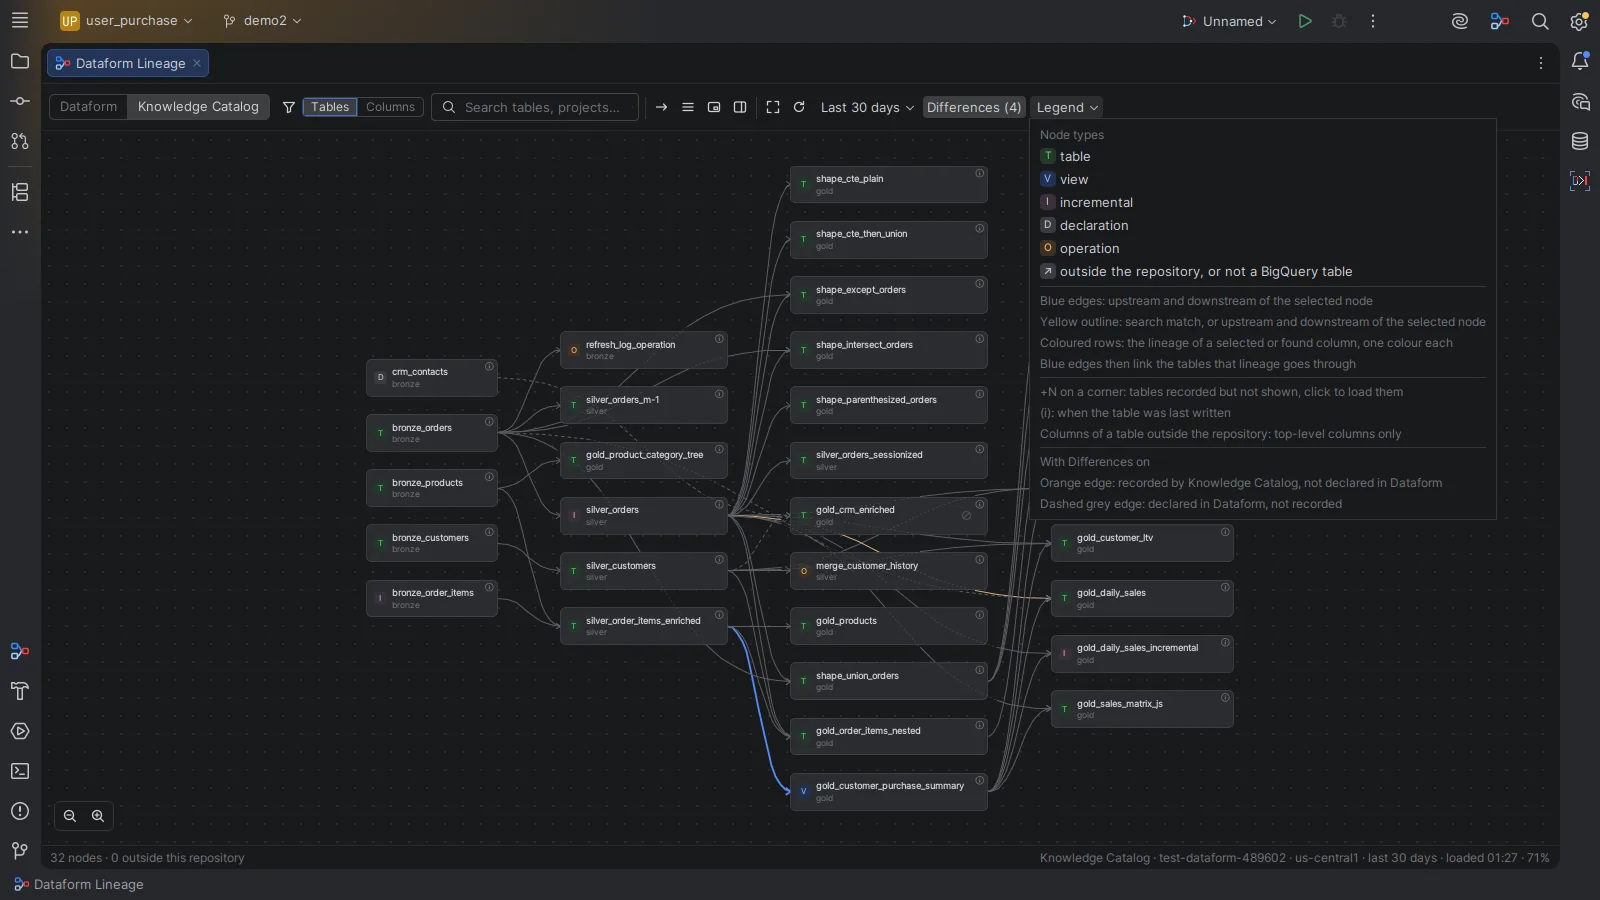 UP user_purchase
demo2
Unnamed
Dataform Lineage
Dataform
Knowledge Catalog
Tables
Columns
Search tables, projects...
Last 30 days
Differences (4)
Legend
Node types
T table
V view
I incremental
D declaration
O operation
outside the repository, or not a BigQuery table
Blue edges: upstream and downstream of the selected node
Yellow outline: search match, or upstream and downstream of the selected node
Coloured rows: the lineage of a selected or found column, one colour each
Blue edges then link the tables that lineage goes through
+N on a corner: tables recorded but not shown, click to load them
(i): when the table was last written
Columns of a table outside the repository: top-level columns only
With Differences on
Orange edge: recorded by Knowledge Catalog, not declared in Dataform
Dashed grey edge: declared in Dataform, not recorded
D crm_contacts
bronze
T bronze_orders
bronze
T bronze_products
bronze
T bronze_customers
bronze
I bronze_order_items
bronze
O refresh_log_operation
bronze
T silver_orders_m-1
silver
T gold_product_category_tree
gold
I silver_orders
silver
T silver_customers
silver
T silver_order_items_enriched
silver
T shape_cte_plain
gold
T shape_cte_then_union
gold
T shape_except_orders
gold
T shape_intersect_orders
gold
T shape_parenthesized_orders
gold
T silver_orders_sessionized
silver
T gold_crm_enriched
gold
O merge_customer_history
silver
T gold_products
gold
T shape_union_orders
gold
T gold_order_items_nested
gold
V gold_customer_purchase_summary
gold
T gold_customer_ltv
gold
T gold_daily_sales
gold
I gold_daily_sales_incremental
gold
T gold_sales_matrix_js
gold
32 nodes · 0 outside this repository
Knowledge Catalog · test-dataform-489602 · us-central1 · last 30 days · loaded 01:27 · 71%
Dataform Lineage